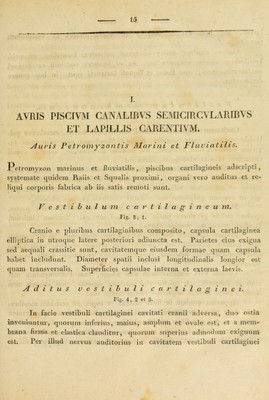 15
I.
AVRIS PISCIVM CANALIBVS SEMICIRCVLARIBVS
ET LAPILLIS CARENTIVM.
Auris Petromyzontis Marini et Fluviatilis.
Petromyzon marinus et fluviatilis, piscibus cartilagineis adscripti,
systemate quidem Raiis et Squalis proximi, organi vero auditus et re-
liqui corporis fabrica ab iis satis remoti sunt.
Vestibulum cartilagineum.
Fig. 3, 1.
Cranio e pluribus cartilaginibus composito, capsula cartilaginea
elliptica in utroque latere posteriori adiuncta est. Parietes eius exigua
sed aequali crassitie sunt, cavitatemque eiusdem formae quam capsula
habet includunt. Diameter spatii inclusi longitudinalis longior est
quam transversalis. Superficies capsulae interna et externa laevis.
Aditus vestibuli cartilaginei.
Fig. 4, 2 et 3.
In facie vestibuli cartilaginei cavitati cranii adversa, duo ostia
inveniuntur, quorum inferius, maius, amplum et ovale est, et a mem-
brana firma et elastica clauditur, quorum superius admodum exiguum
est. Per illud nervus auditorius in cavitatem vestibuli cartilaginei